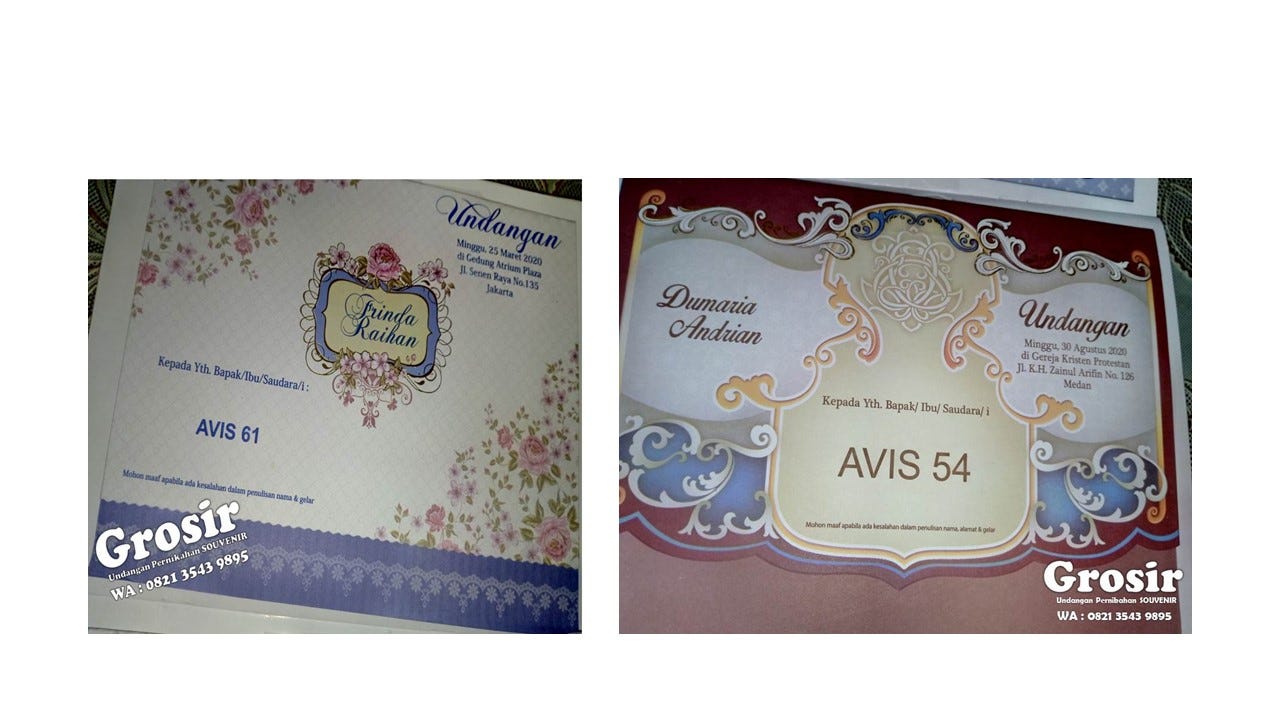 Undangan
Minggu, 25 Maret 2020
di Gedung Atrium Plaza
Jl. Senen Raya No.135
Jakarta
Frinda
Raihan
Kepada Yth. Bapak/Ibu/Saudara/i :
AVIS 61
Mohon maaf apabila ada kesalahan dalam penulisan nama & gelar
Grosir
Undangan Pernikahan SOUVENIR
WA : 0821 3543 9895
Dumaria
Andrian
Undangan
Minggu, 30 Agustus 2020
di Gereja Kristen Protestan
Jl. K.H. Zainul Arifin No. 126
Medan
Kepada Yth. Bapak/ Ibu/ Saudara/ i
AVIS 54
Mohon maaf apabila ada kesalahan dalam penulisan nama, alamat & gelar
Grosir
Undangan Pernikahan SOUVENIR
WA : 0821 3543 9895